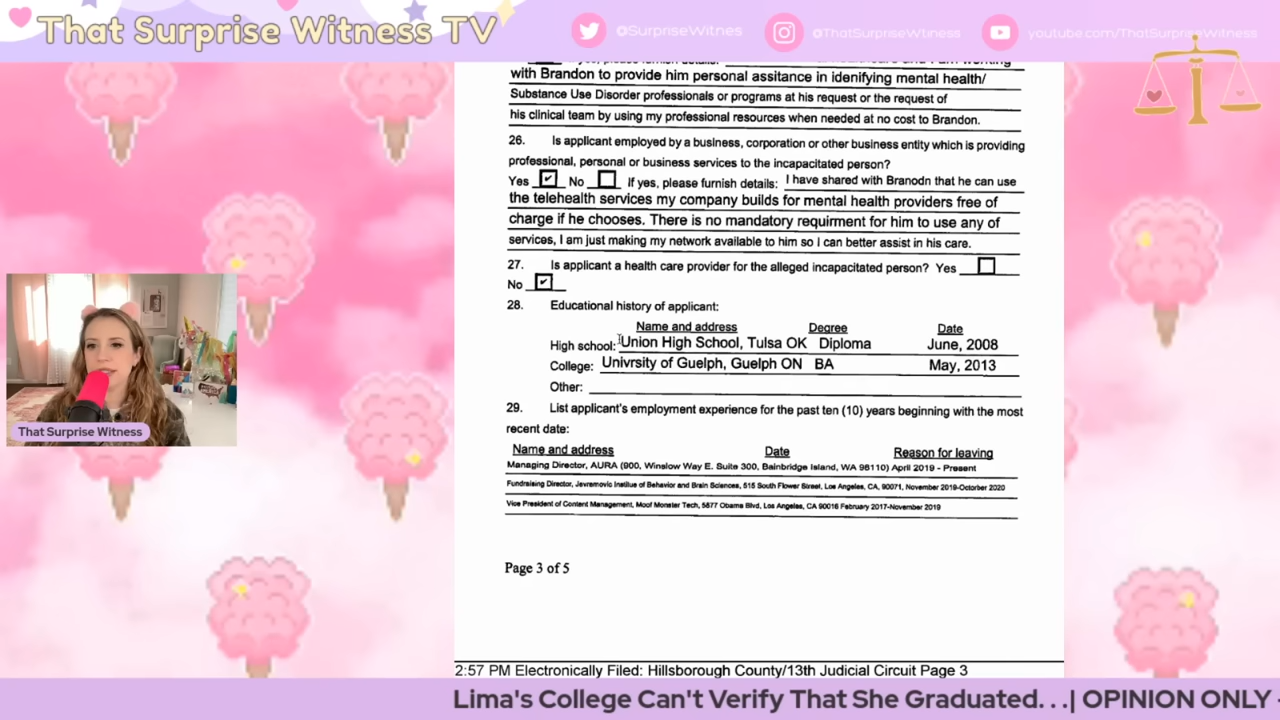 That Surprise Witness TV
@SurpriseWitnes
@ThatSurpriseWtiness
youtube.com/ThatSurpriseWitness
with Brandon to provide him personal assitance in idenifying mental health/
Substance Use Disorder professionals or programs at his request or the request of
his clinical team by using my professional resources when needed at no cost to Brandon.
26. Is applicant employed by a business, corporation or other business entity which is providing
professional, personal or business services to the incapacitated person?
Yes ✔ No If yes, please furnish details: I have shared with Branodn that he can use
the telehealth services my company builds for mental health providers free of
charge if he chooses. There is no mandatory requirment for him to use any of
services, I am just making my network available to him so I can better assist in his care.
27. Is applicant a health care provider for the alleged incapacitated person? Yes
No ✔
28. Educational history of applicant:
Name and address Degree Date
High school: Union High School, Tulsa OK Diploma June, 2008
College: Univrsity of Guelph, Guelph ON BA May, 2013
Other:
29. List applicant's employment experience for the past ten (10) years beginning with the most
recent date:
Name and address Date Reason for leaving
Managing Director, AURA (900, Winslow Way E. Suite 300, Bainbridge Island, WA 98110) April 2019 - Present
Fundraising Director, Jevremovic Institue of Behavior and Brain Sciences, 515 South Flower Street, Los Angeles, CA, 90071, November 2019-October 2020
Vice President of Content Management, Moof Monster Tech, 5877 Obama Blvd, Los Angeles, CA 90016 February 2017-November 2019
Page 3 of 5
2:57 PM Electronically Filed: Hillsborough County/13th Judicial Circuit Page 3
That Surprise Witness
Lima's College Can't Verify That She Graduated. . .| OPINION ONLY -